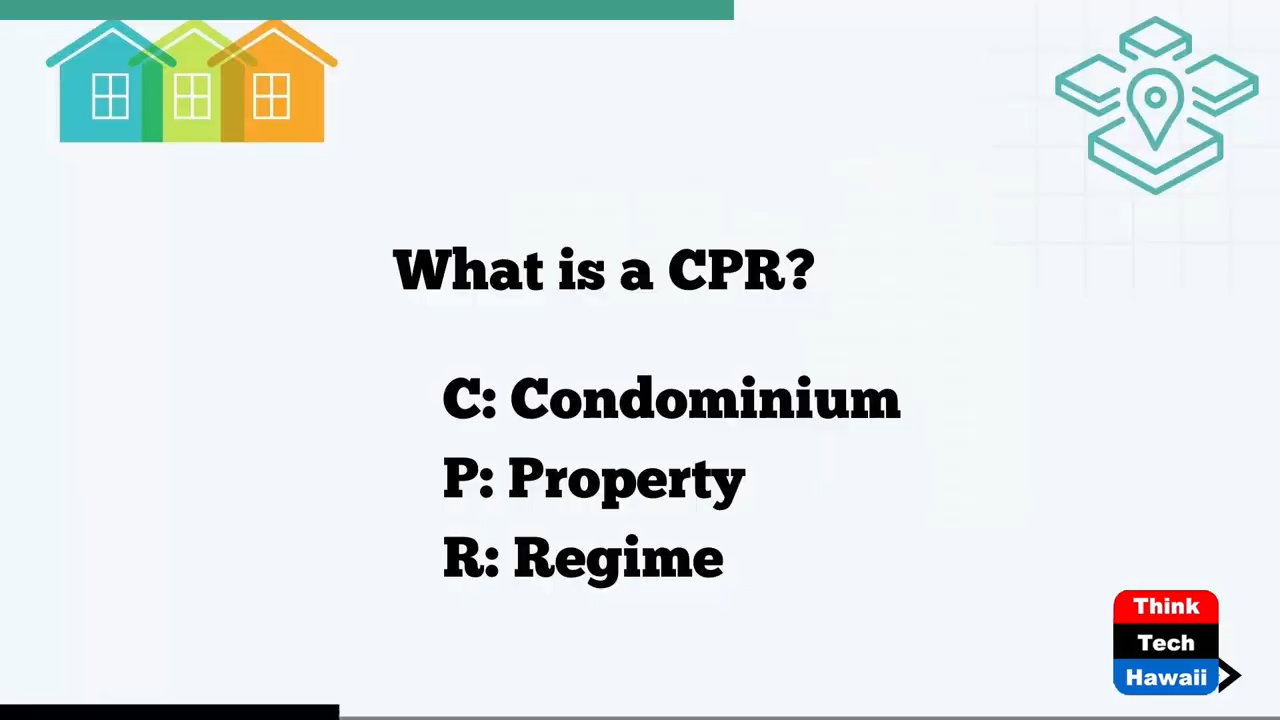 What is a CPR?
C: Condominium
P: Property
R: Regime
Think
Tech
Hawaii